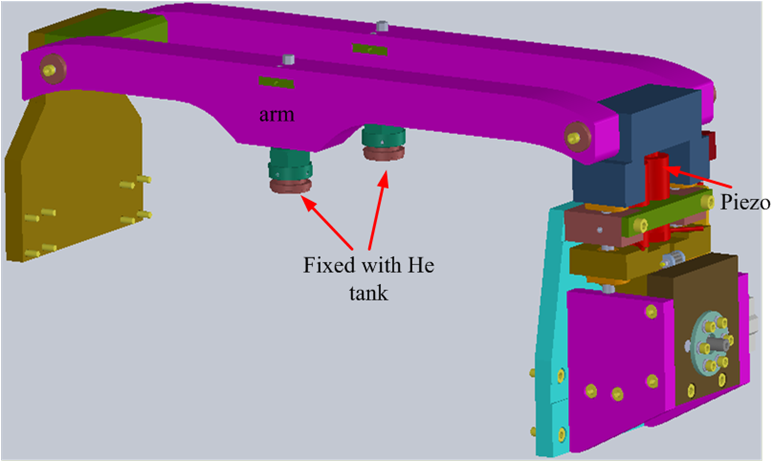 arm
Piezo
Fixed with He
tank